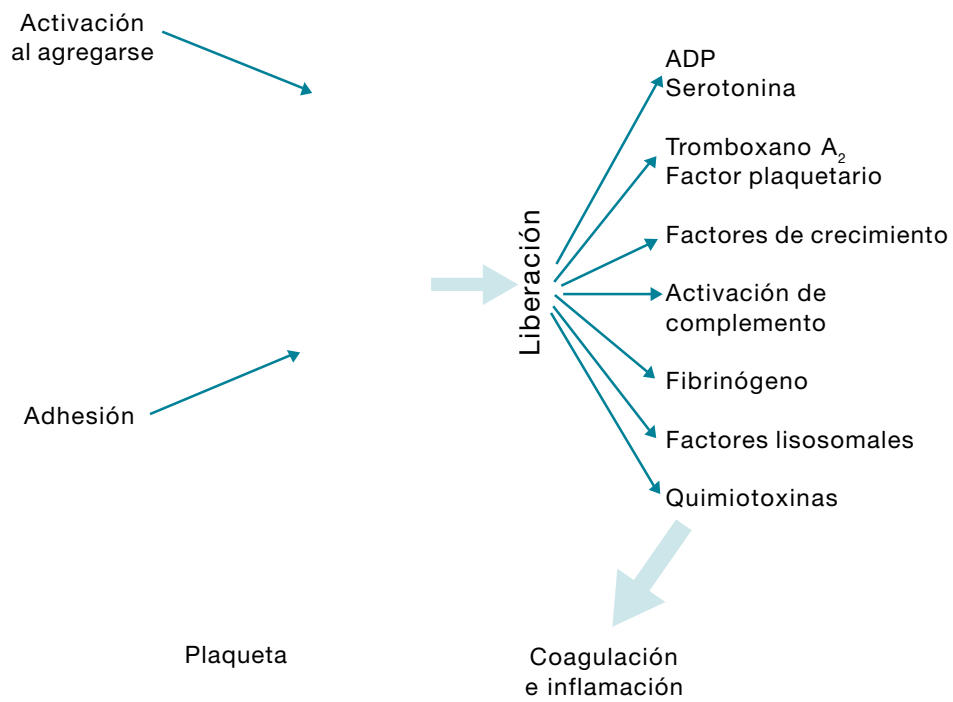 Activación
al agregarse
Adhesión
Plaqueta
Liberación
ADP
Serotonina
Tromboxano A₂
Factor plaquetario
Factores de crecimiento
Activación de
complemento
Fibrinógeno
Factores lisosomales
Quimiotoxinas
Coagulación
e inflamación